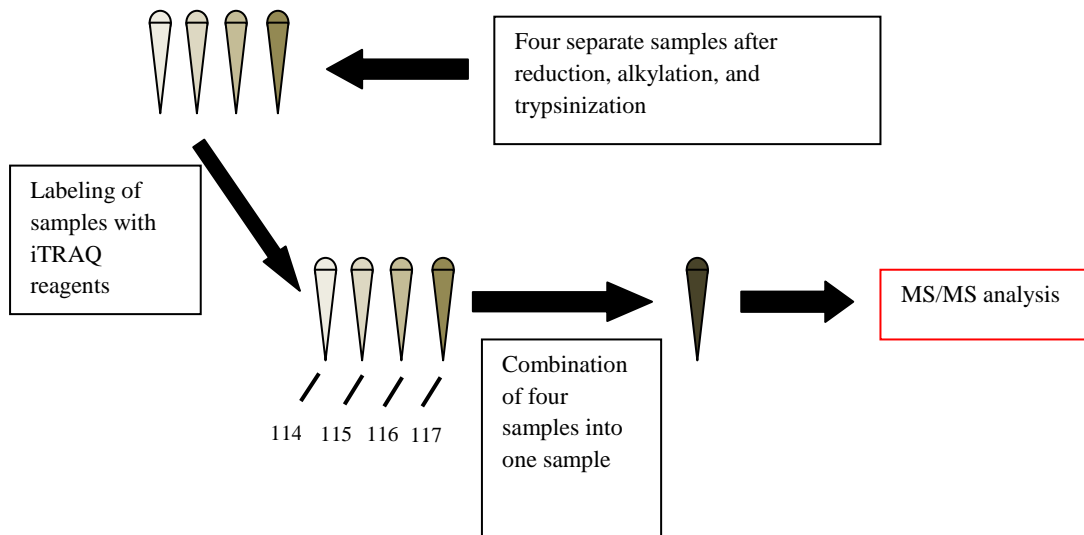 Four separate samples after
reduction, alkylation, and
trypsinization
Labeling of
samples with
iTRAQ
reagents
MS/MS analysis
Combination
of four
samples into
one sample
114 115 116 117